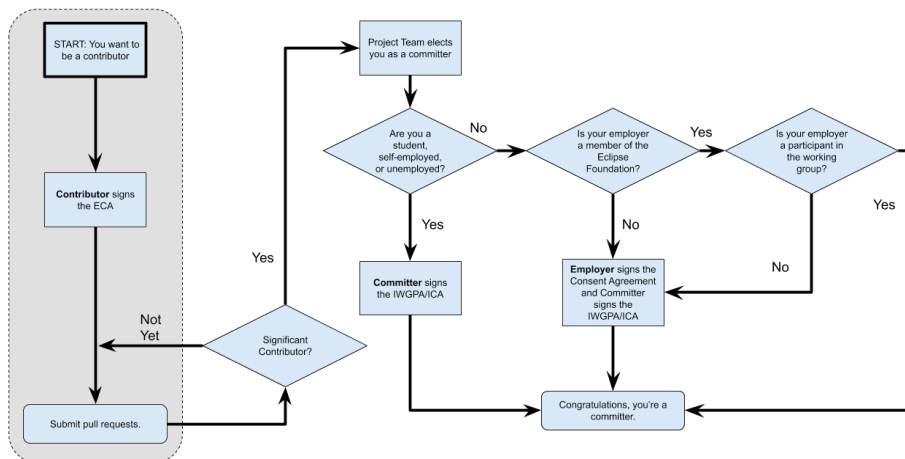 START: You want to
be a contributor
Contributor signs
the ECA
Submit pull requests.
Not
Yet
Significant
Contributor?
Yes
Project Team elects
you as a committer
Are you a
student,
self-employed,
or unemployed?
No
Yes
Committer signs
the IWGPA/ICA
Is your employer
a member of the
Eclipse
Foundation?
Yes
No
Employer signs the
Consent Agreement
and Committer
signs the
IWGPA/ICA
Is your employer
a participant in
the working
group?
Yes
No
Congratulations, you're a
committer.